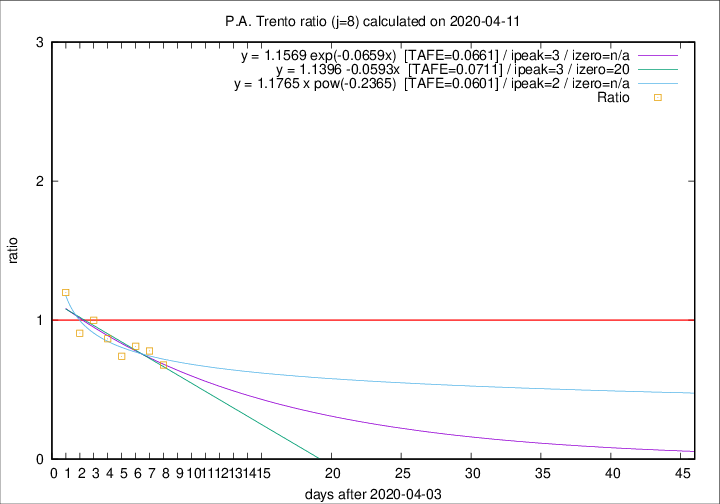 P.A. Trento ratio (j=8) calculated on 2020-04-11
y = 1.1569 exp(-0.0659x) [TAFE=0.0661] / ipeak=3 / izero=n/a
y = 1.1396 -0.0593x [TAFE=0.0711] / ipeak=3 / izero=20
y = 1.1765 x pow(-0.2365) [TAFE=0.0601] / ipeak=2 / izero=n/a
Ratio
3
2
1
0
ratio
0 1 2 3 4 5 6 7 8 9 10 11 12 13 14 15 20 25 30 35 40 45
days after 2020-04-03